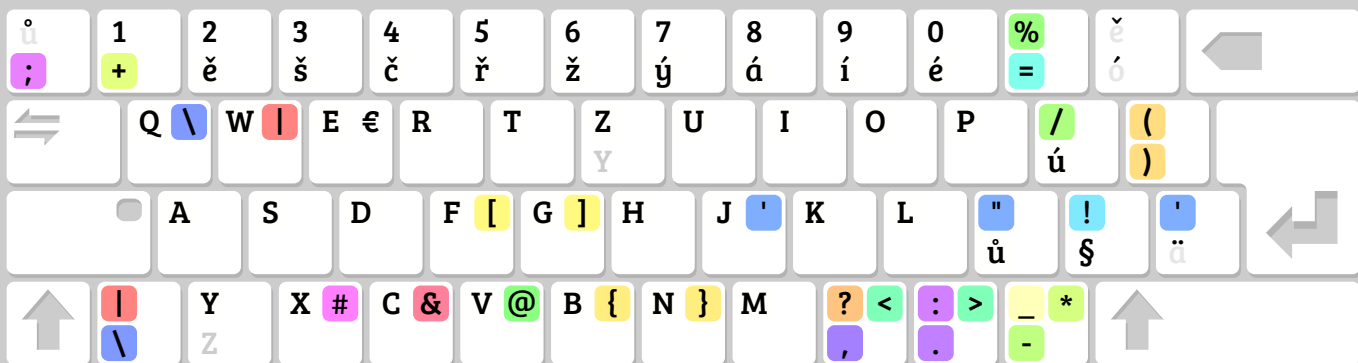 ů 1 2 3 4 5 6 7 8 9 0 % ˇ
; + ě š č ř ž ý á í é = ó
Q \ W | E € R T Z U I O P / (
Y ú )
A S D F [ G ] H J ' K L " ! '
ů § ä
| Y X # C & V @ B { N } M ? < : > _ *
\ Z , . -